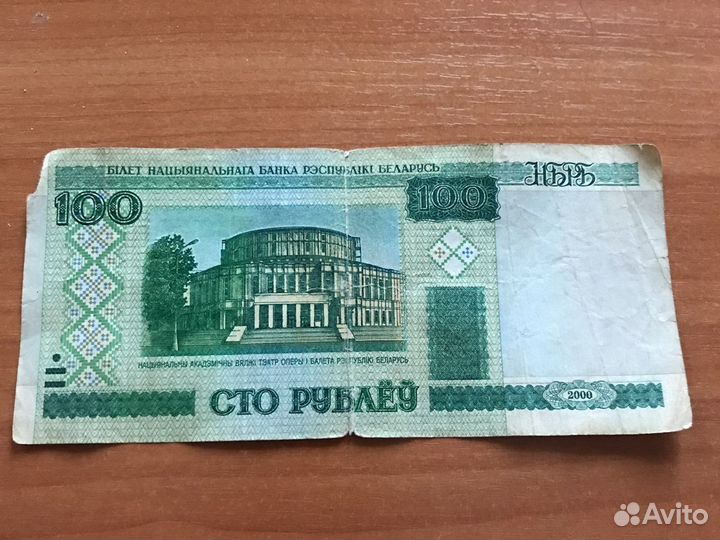 БІЛЕТ НАЦЫЯНАЛЬНАГА БАНКА РЭСПУБЛІКІ БЕЛАРУСЬ
НБРБ
100
100
НАЦЫЯНАЛЬНЫ АКАДЭМІЧНЫ ВЯЛІКІ ТЭАТР ОПЕРЫ І БАЛЕТА РЭСПУБЛІКІ БЕЛАРУСЬ
СТО РУБЛЁЎ
2000
Avito